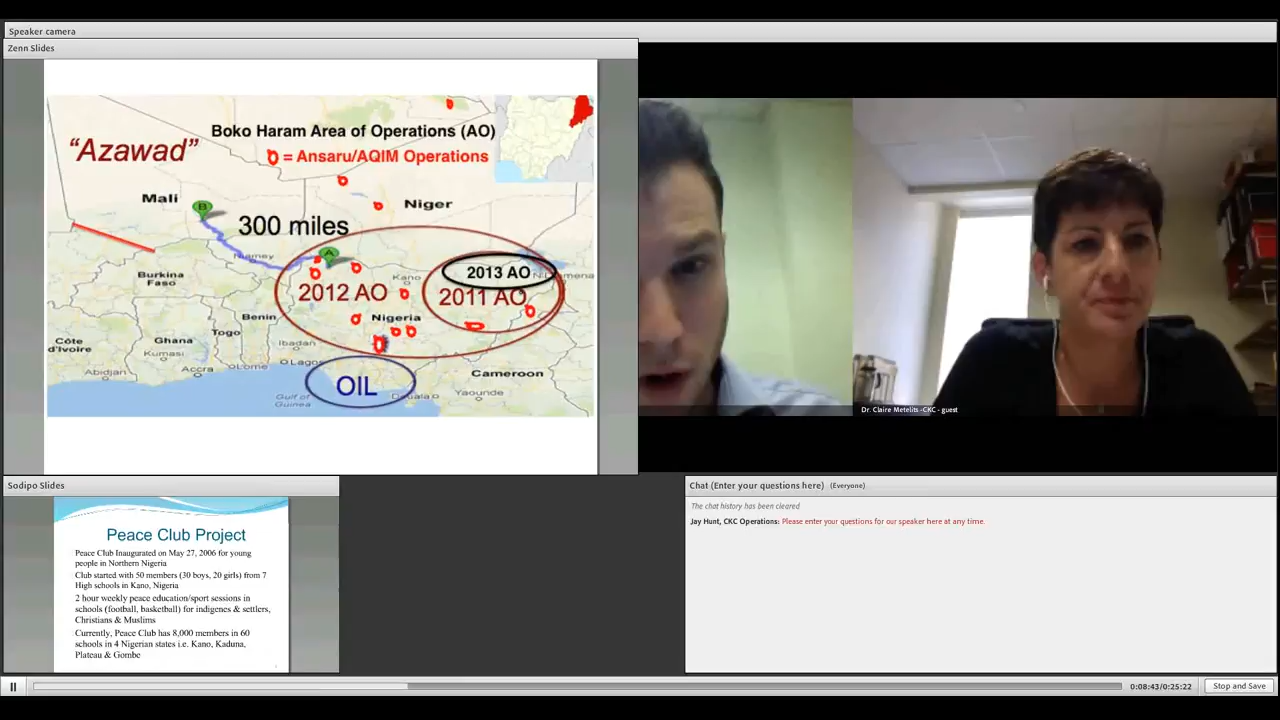 Speaker camera
Zenn Slides
Boko Haram Area of Operations (AO)
“Azawad”
= Ansaru/AQIM Operations
Mali
B
Niger
300 miles
A
Niamey
Burkina
Faso
Kano
2013 AO
2012 AO
2011 AO
Benin
Nigeria
Togo
Ghana
Ibadan
Côte
d'Ivoire
Kumasi
Lagos
Lome
Accra
Abidjan
Cameroon
OIL
Gulf of
Guinea
Douala
Yaounde
Dr. Claire Metelits -CKC - guest
Sodipo Slides
Peace Club Project
Peace Club Inaugurated on May 27, 2006 for young
people in Northern Nigeria
Club started with 50 members (30 boys, 20 girls) from 7
High schools in Kano, Nigeria
2 hour weekly peace education/sport sessions in
schools (football, basketball) for indigenes & settlers,
Christians & Muslims
Currently, Peace Club has 8,000 members in 60
schools in 4 Nigerian states i.e. Kano, Kaduna,
Plateau & Gombe
Chat (Enter your questions here) (Everyone)
The chat history has been cleared
Jay Hunt, CKC Operations: Please enter your questions for our speaker here at any time.
0:08:43/0:25:22
Stop and Save